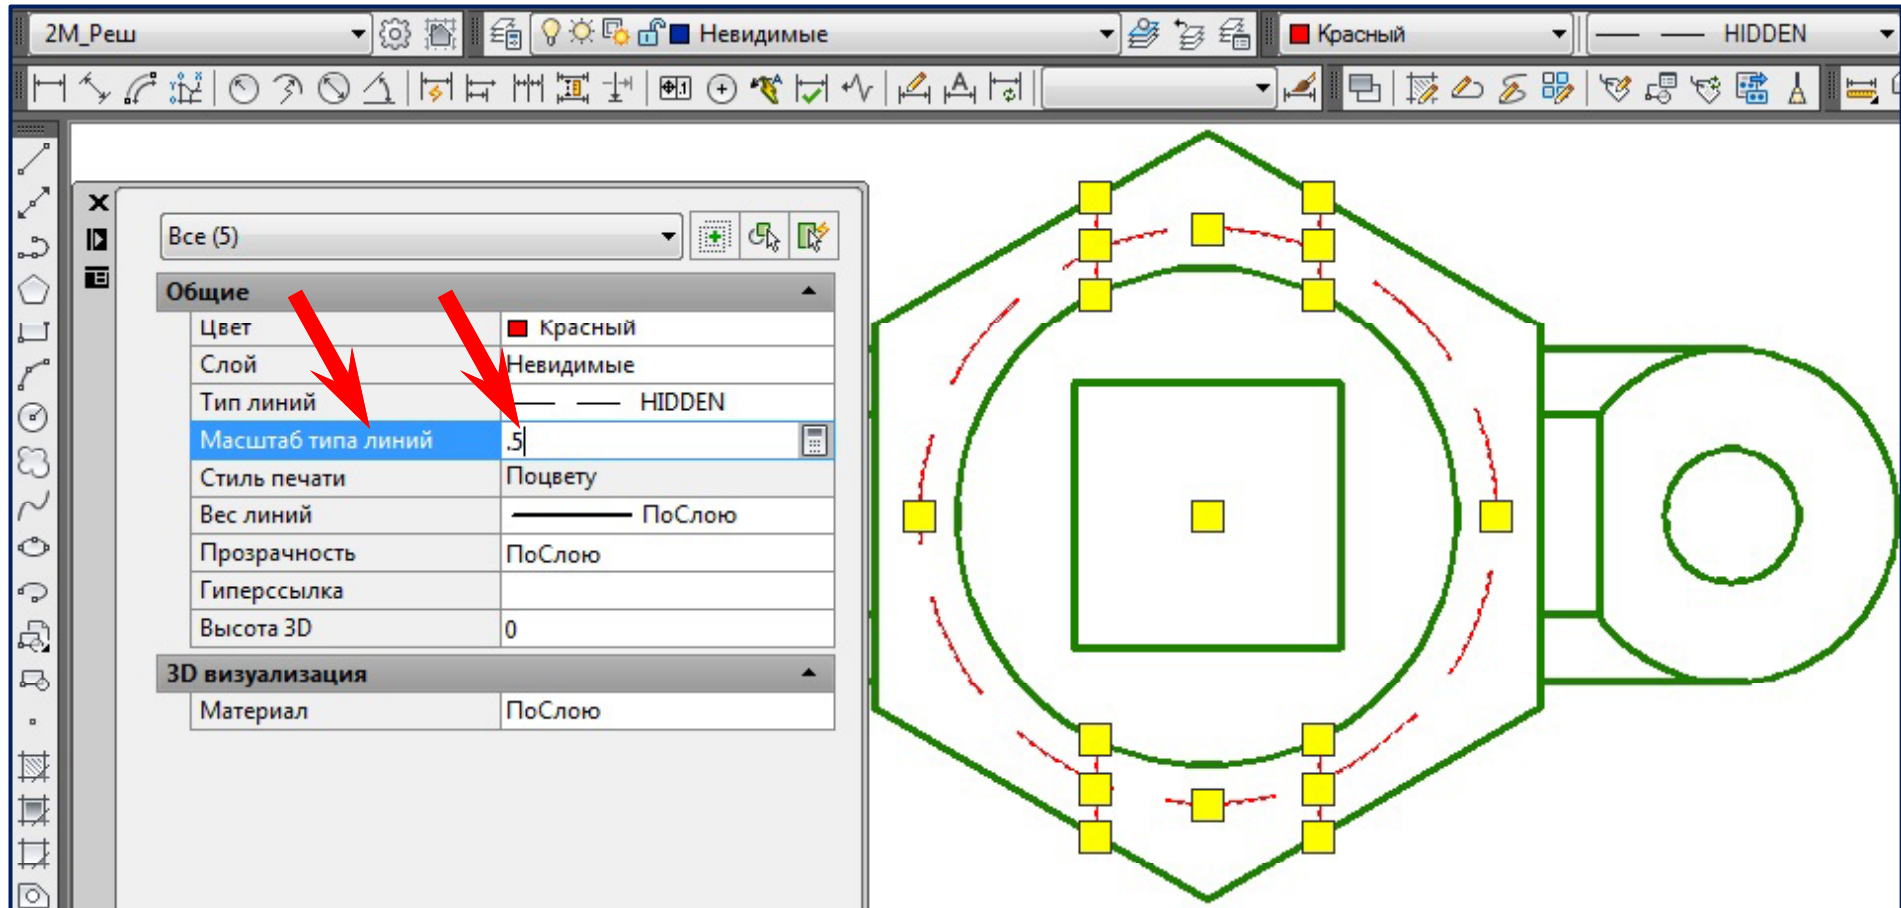 2М_Реш
Невидимые
Красный
HIDDEN
Все (5)
Общие
Цвет Красный
Слой Невидимые
Тип линий HIDDEN
Масштаб типа линий .5
Стиль печати Поцвету
Вес линий ПоСлою
Прозрачность ПоСлою
Гиперссылка
Высота 3D 0
3D визуализация
Материал ПоСлою